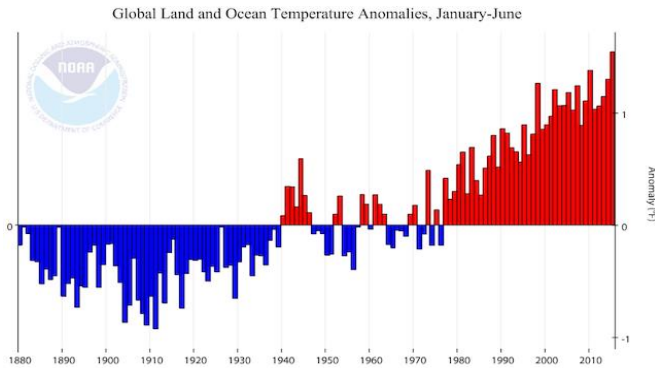 Global Land and Ocean Temperature Anomalies, January-June
NOAA
1
0
0
-1
Anomaly (°F)
1880 1890 1900 1910 1920 1930 1940 1950 1960 1970 1980 1990 2000 2010